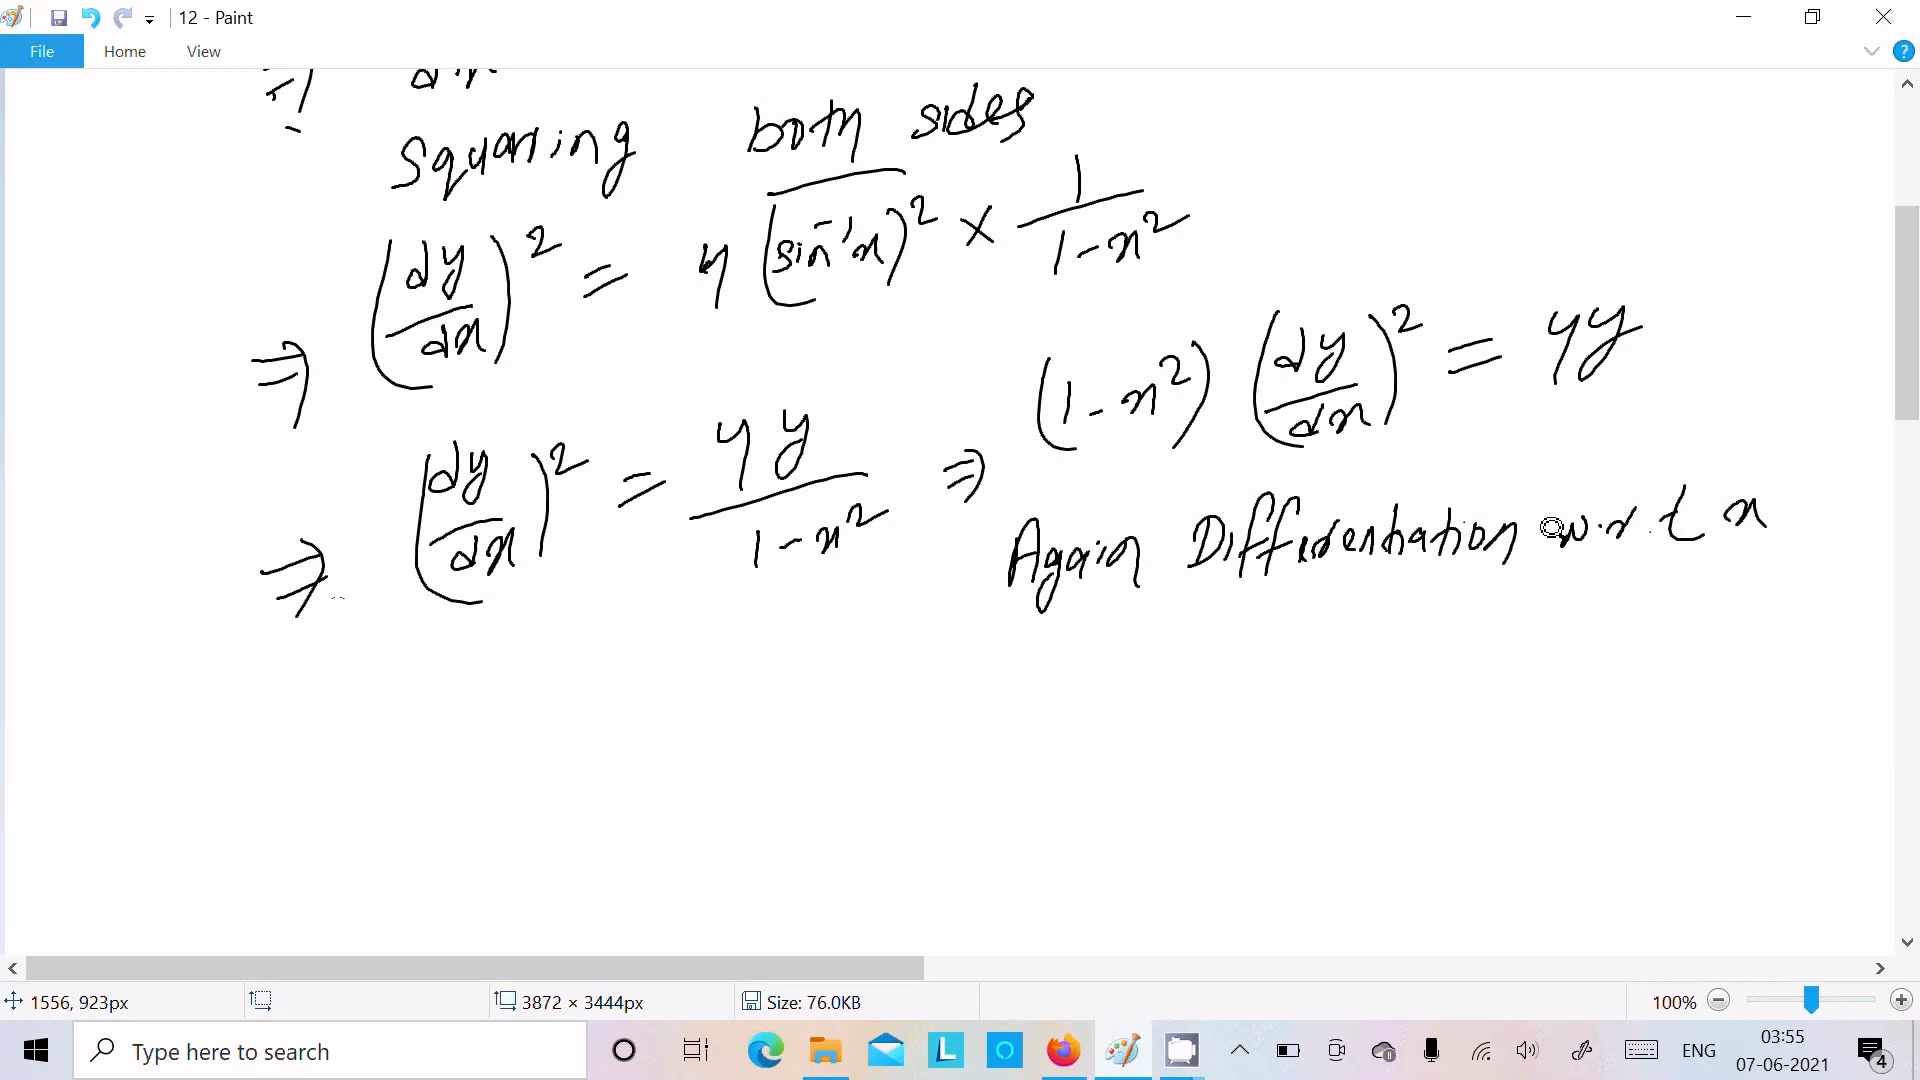 12 - Paint
File Home View
Squaring both sides
⇒ (dy/dx)² = 4 (sin⁻¹x)² × 1/(1-x²)
⇒ (dy/dx)² = 4y/(1-x²) ⇒ (1-x²) (dy/dx)² = 4y
Again Differentiation w.r.t x
1556, 923px 3872 × 3444px Size: 76.0KB 100%
Type here to search
L
ENG
03:55
07-06-2021
4